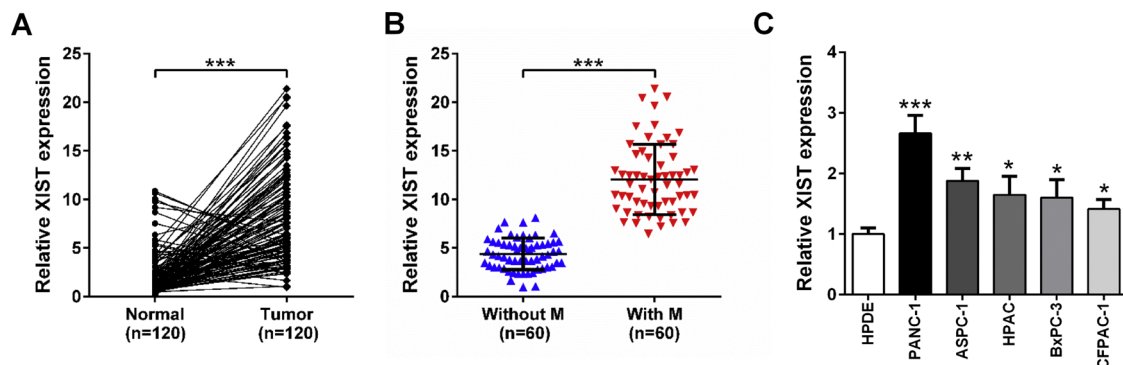 A
Relative XIST expression
25
20
15
10
5
0
***
Normal
(n=120)
Tumor
(n=120)
B
Relative XIST expression
25
20
15
10
5
0
***
Without M
(n=60)
With M
(n=60)
C
Relative XIST expression
4
3
2
1
0
***
**
*
*
*
HPDE
PANC-1
ASPC-1
HPAC
BxPC-3
CFPAC-1